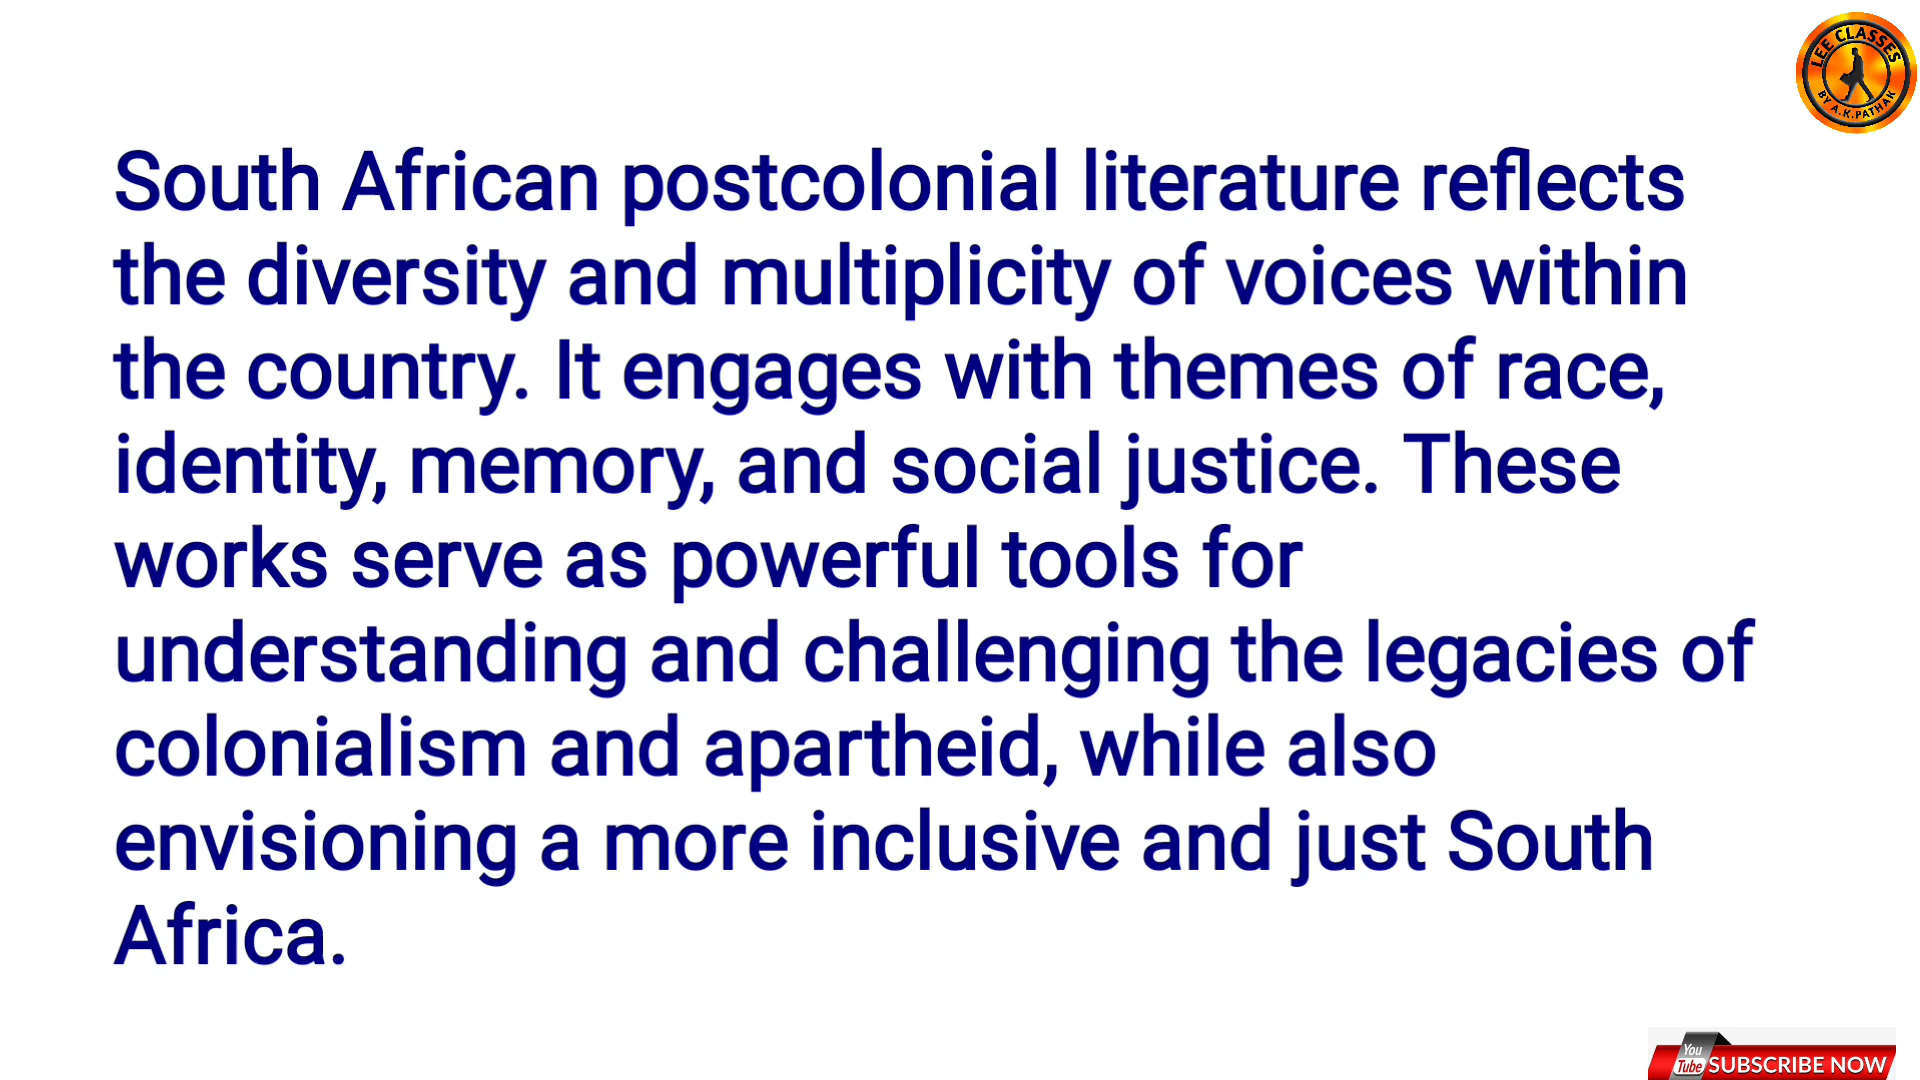 LEE CLASSES
BY A.K.PATHAK
South African postcolonial literature reflects
the diversity and multiplicity of voices within
the country. It engages with themes of race,
identity, memory, and social justice. These
works serve as powerful tools for
understanding and challenging the legacies of
colonialism and apartheid, while also
envisioning a more inclusive and just South
Africa.
You
Tube SUBSCRIBE NOW